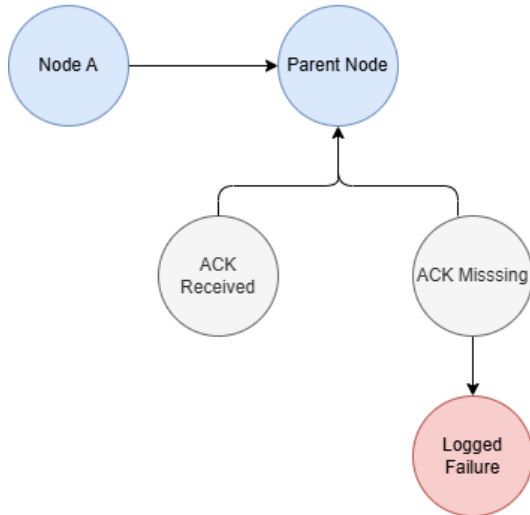 Node A
Parent Node
ACK
Received
ACK Misssing
Logged
Failure